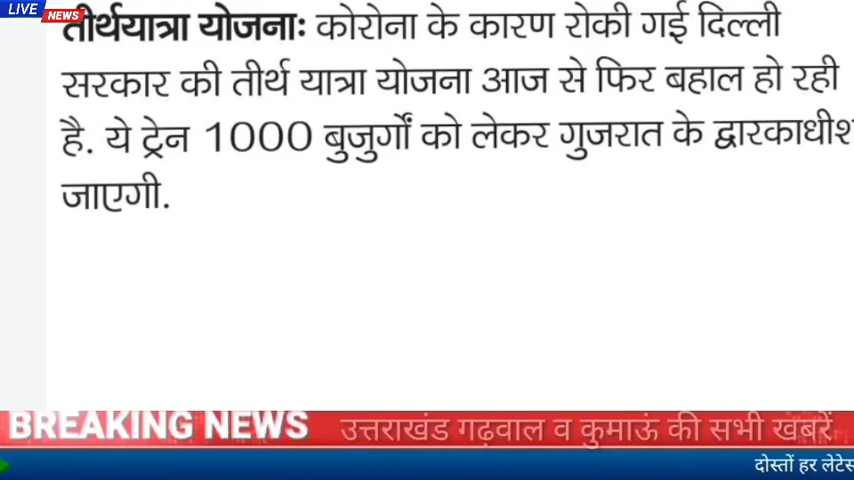 LIVE
NEWS
तीर्थयात्रा योजनाः कोरोना के कारण रोकी गई दिल्ली
सरकार की तीर्थ यात्रा योजना आज से फिर बहाल हो रही
है. ये ट्रेन 1000 बुजुर्गों को लेकर गुजरात के द्वारकाधीश
जाएगी.
BREAKING NEWS
उत्तराखंड गढ़वाल व कुमाऊं की सभी खबरें
दोस्तों हर लेटेस